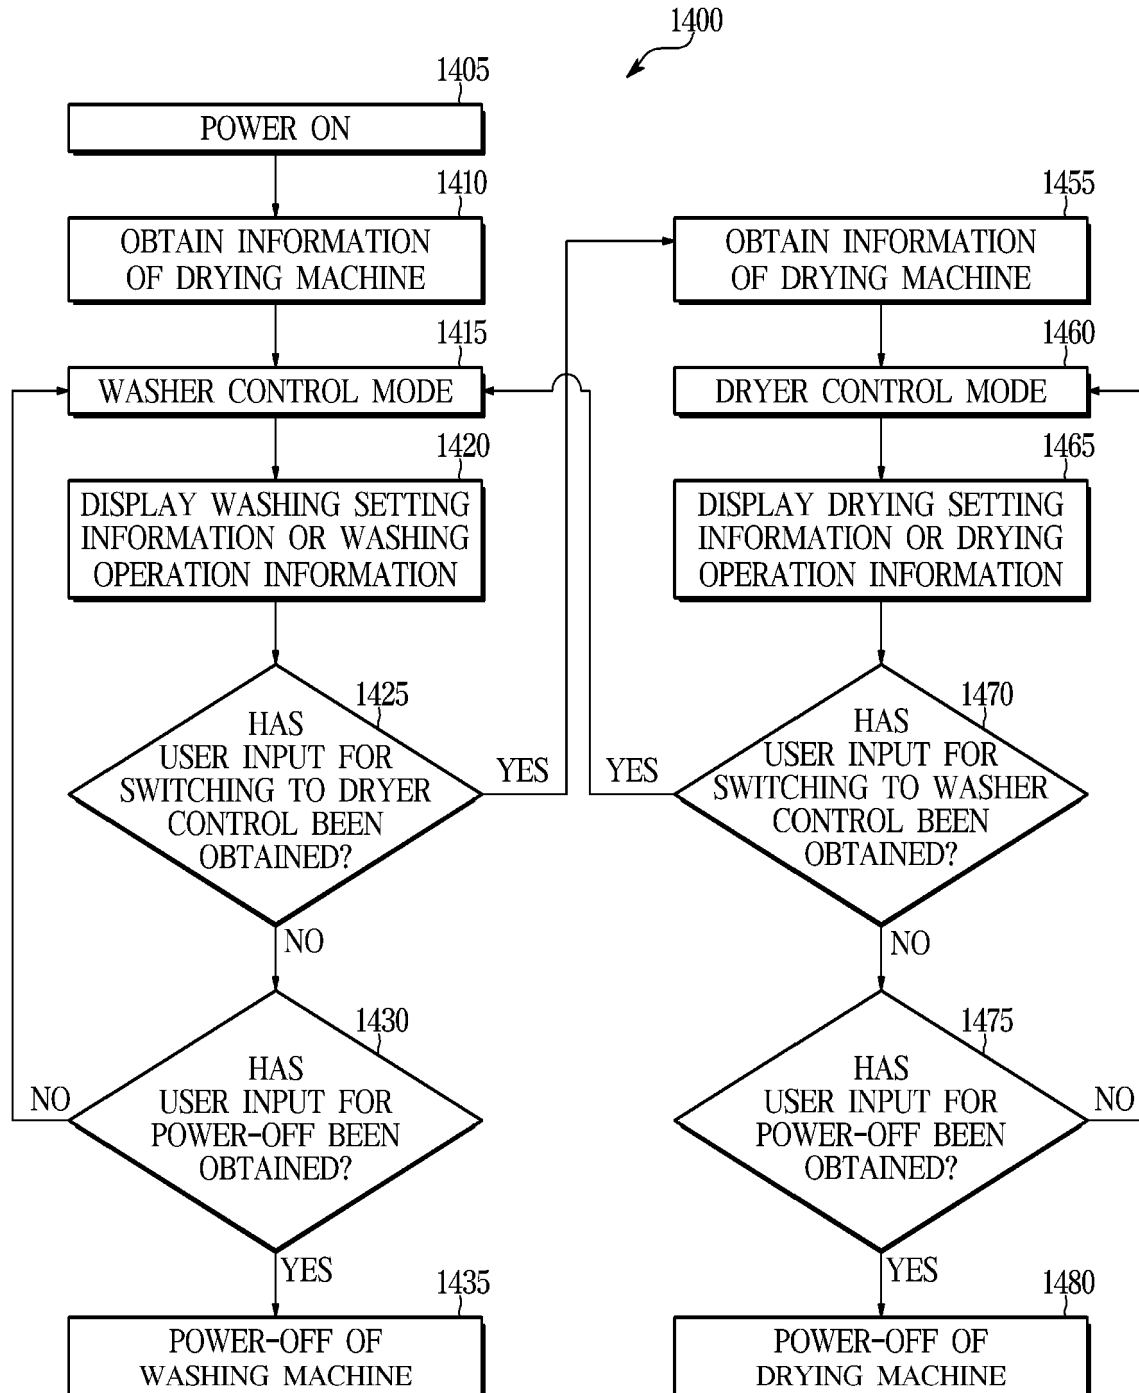 1400
1405
POWER ON
1410
OBTAIN INFORMATION
OF DRYING MACHINE
1415
WASHER CONTROL MODE
1420
DISPLAY WASHING SETTING
INFORMATION OR WASHING
OPERATION INFORMATION
1425
HAS
USER INPUT FOR
SWITCHING TO DRYER
CONTROL BEEN
OBTAINED?
YES
NO
1430
HAS
USER INPUT FOR
POWER-OFF BEEN
OBTAINED?
NO
YES
1435
POWER-OFF OF
WASHING MACHINE
1455
OBTAIN INFORMATION
OF DRYING MACHINE
1460
DRYER CONTROL MODE
1465
DISPLAY DRYING SETTING
INFORMATION OR DRYING
OPERATION INFORMATION
1470
HAS
USER INPUT FOR
SWITCHING TO WASHER
CONTROL BEEN
OBTAINED?
YES
NO
1475
HAS
USER INPUT FOR
POWER-OFF BEEN
OBTAINED?
NO
YES
1480
POWER-OFF OF
DRYING MACHINE